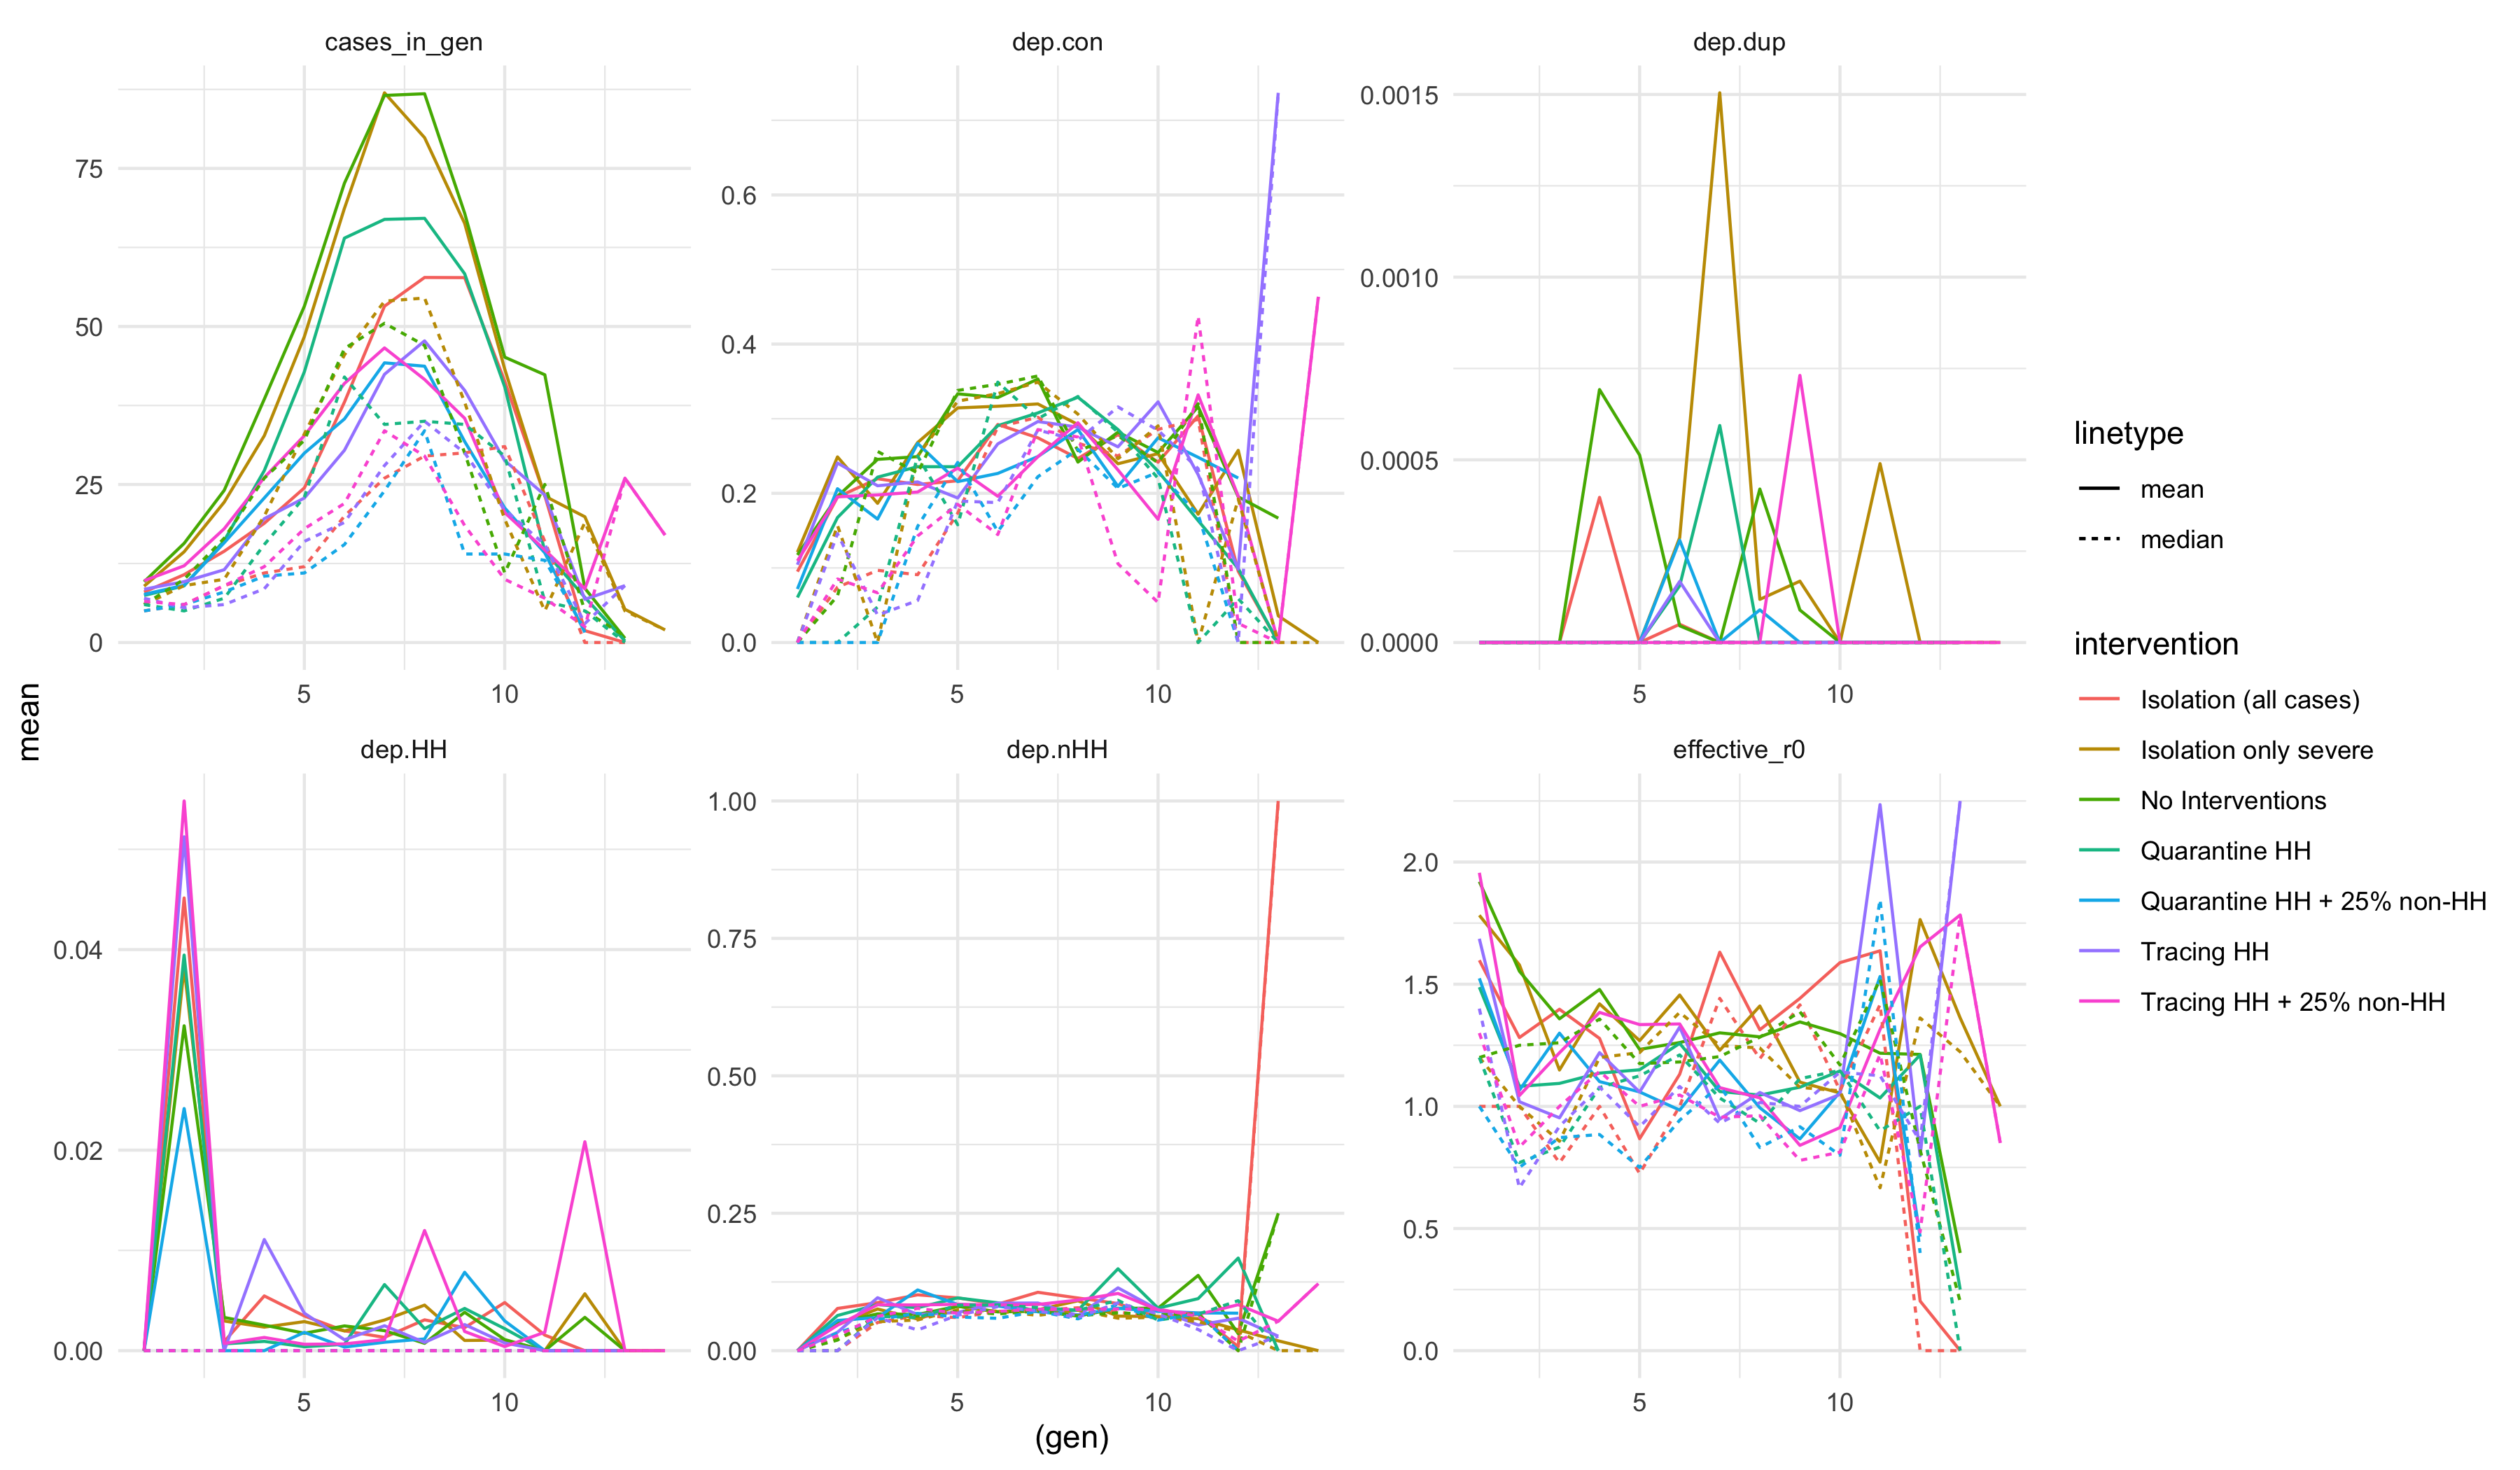 cases_in_gen
dep.con
dep.dup
75
50
25
0
0.6
0.4
0.2
0.0
0.0015
0.0010
0.0005
0.0000
5 10
5 10
5 10
mean
dep.HH
dep.nHH
effective_r0
0.04
0.02
0.00
1.00
0.75
0.50
0.25
0.00
2.0
1.5
1.0
0.5
0.0
5 10
5 10
5 10
(gen)
linetype
mean
median
intervention
Isolation (all cases)
Isolation only severe
No Interventions
Quarantine HH
Quarantine HH + 25% non-HH
Tracing HH
Tracing HH + 25% non-HH